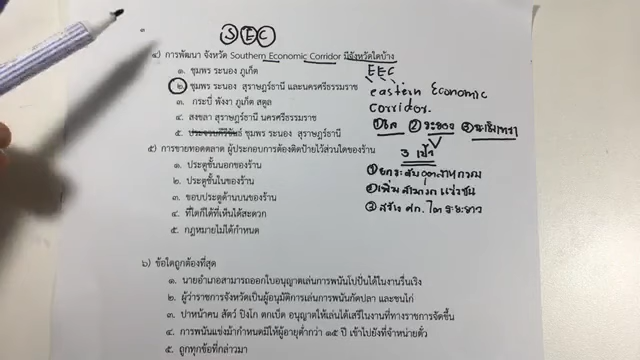 ๓
SEC
๔) การพัฒนา จังหวัด Southern Economic Corridor มีจังหวัดใดบ้าง
๑. ชุมพร ระนอง ภูเก็ต
๒. ชุมพร ระนอง สุราษฎร์ธานี และนครศรีธรรมราช
๓. กระบี่ พังงา ภูเก็ต สตูล
๔. สงขลา สุราษฎร์ธานี นครศรีธรรมราช
๕. ประจวบคีรีขันธ์ ชุมพร ระนอง สุราษฎร์ธานี
EEC
eastern Economic
Corridor.
① ชล ② ระยอง ③ ฉะเชิงเทรา
3 เป้า
① ยกระดับอุตสาหกรรม
② เพิ่ม
③ สร้าง ศก. ใน ระยะยาว
๕) การขายทอดตลาด ผู้ประกอบการต้องติดป้ายไว้ส่วนใดของร้าน
๑. ประตูชั้นนอกของร้าน
๒. ประตูชั้นในของร้าน
๓. ขอบประตูด้านบนของร้าน
๔. ที่ใดก็ได้ที่เห็นได้สะดวก
๕. กฎหมายไม่ได้กำหนด
๖) ข้อใดถูกต้องที่สุด
๑. นายอำเภอสามารถออกใบอนุญาตเล่นการพนันโปปั่นได้ในงานรื่นเริง
๒. ผู้ว่าราชการจังหวัดเป็นผู้อนุมัติการเล่นการพนันกัดปลา และชนไก่
๓. ปาหน้าคน สัตว์ ปิงโก ตกเบ็ด อนุญาตให้เล่นได้เสรีในงานที่ทางราชการจัดขึ้น
๔. การพนันแข่งม้ากำหนดมิให้ผู้อายุต่ำกว่า ๑๕ ปี เข้าไปยังที่จำหน่ายตั๋ว
๕. ถูกทุกข้อที่กล่าวมา